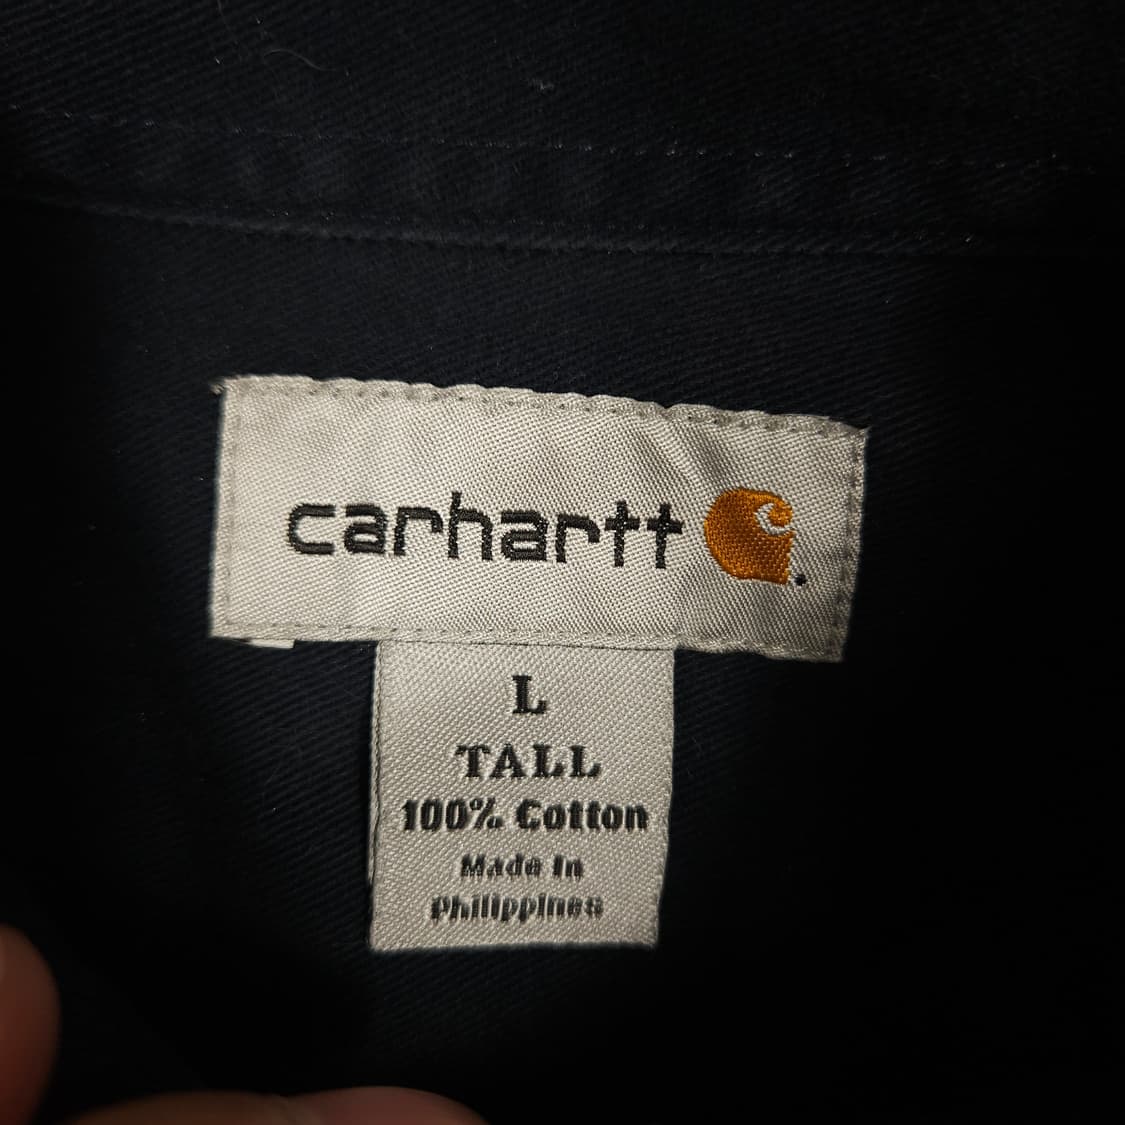 carhartt
L
TALL
100% Cotton
Made In
Philippines